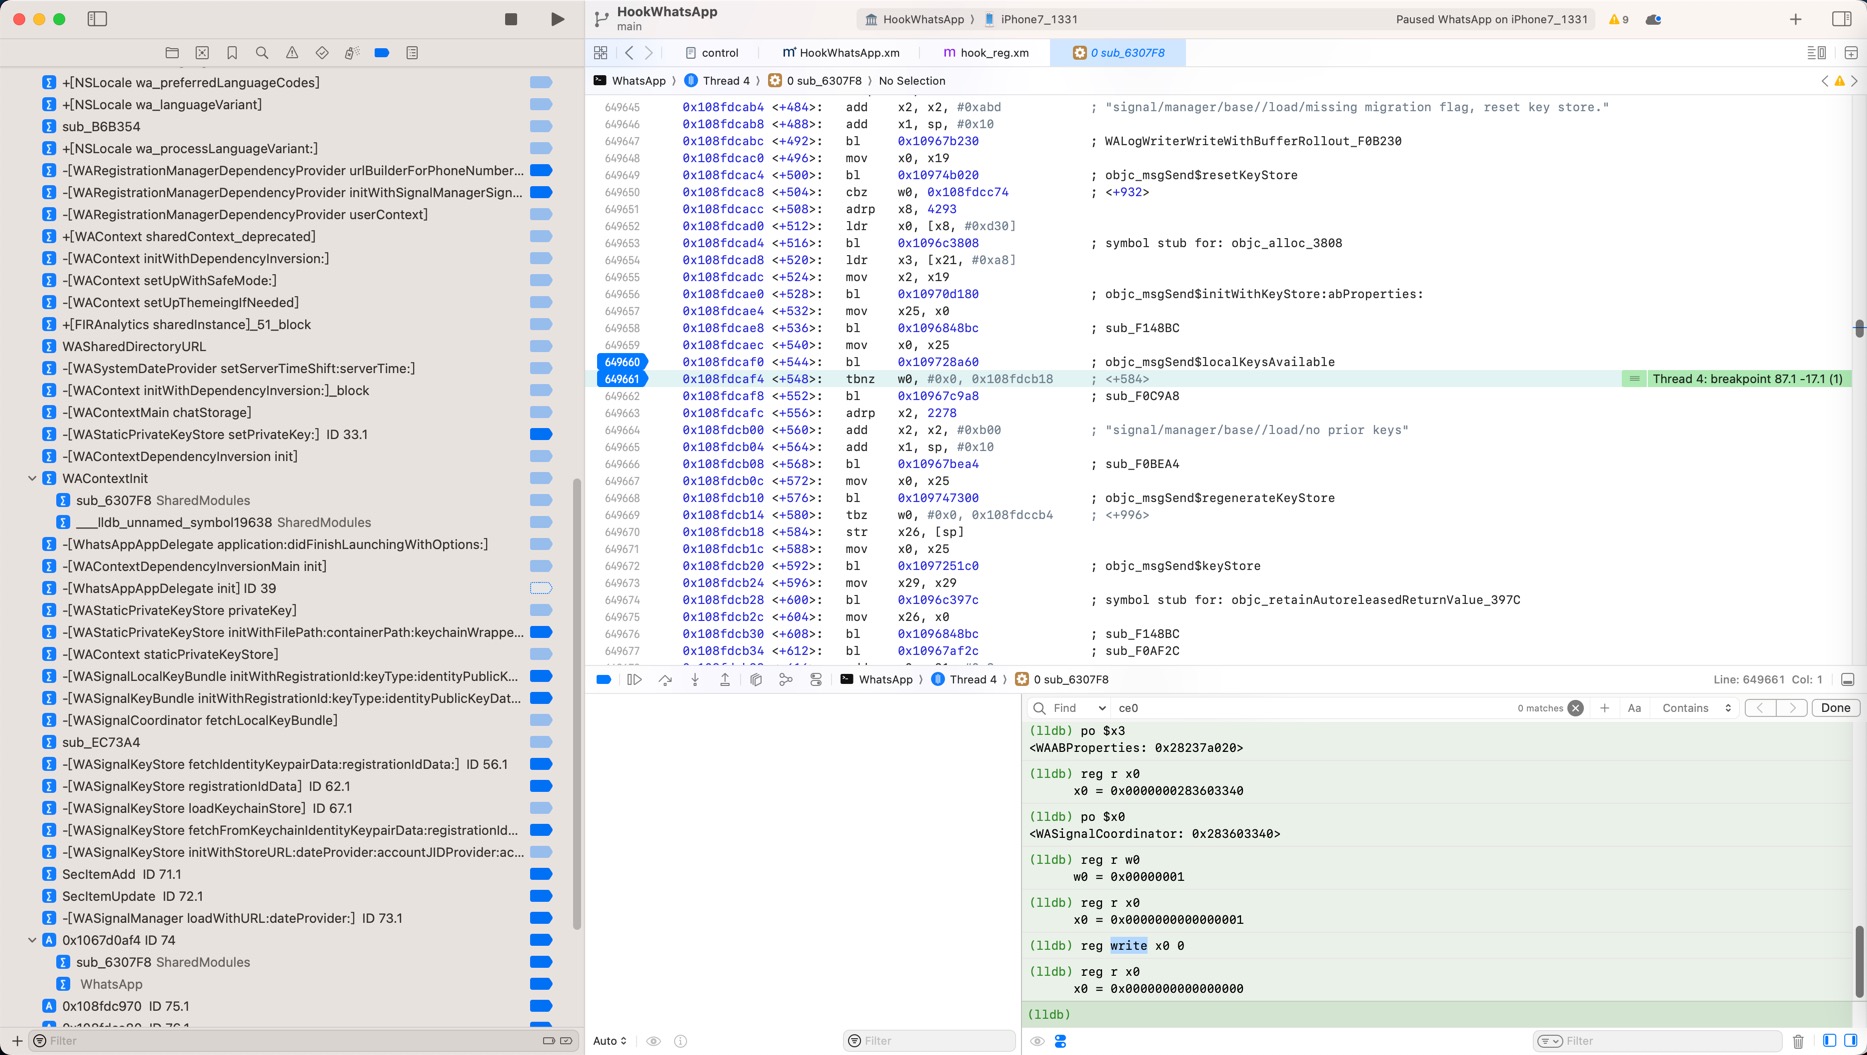 HookWhatsApp
main
HookWhatsApp ⟩ iPhone7_1331
Paused WhatsApp on iPhone7_1331
9
control
m HookWhatsApp.xm
m hook_reg.xm
0 sub_6307F8
WhatsApp ⟩ Thread 4 ⟩ 0 sub_6307F8 ⟩ No Selection
+[NSLocale wa_preferredLanguageCodes]
+[NSLocale wa_languageVariant]
sub_B6B354
+[NSLocale wa_processLanguageVariant:]
-[WARegistrationManagerDependencyProvider urlBuilderForPhoneNumber...
-[WARegistrationManagerDependencyProvider initWithSignalManagerSign...
-[WARegistrationManagerDependencyProvider userContext]
+[WAContext sharedContext_deprecated]
-[WAContext initWithDependencyInversion:]
-[WAContext setUpWithSafeMode:]
-[WAContext setUpThemeingIfNeeded]
+[FIRAnalytics sharedInstance]_51_block
WASharedDirectoryURL
-[WASystemDateProvider setServerTimeShift:serverTime:]
-[WAContext initWithDependencyInversion:]_block
-[WAContextMain chatStorage]
-[WAStaticPrivateKeyStore setPrivateKey:] ID 33.1
-[WAContextDependencyInversion init]
WAContextInit
sub_6307F8 SharedModules
___lldb_unnamed_symbol19638 SharedModules
-[WhatsAppAppDelegate application:didFinishLaunchingWithOptions:]
-[WAContextDependencyInversionMain init]
-[WhatsAppAppDelegate init] ID 39
-[WAStaticPrivateKeyStore privateKey]
-[WAStaticPrivateKeyStore initWithFilePath:containerPath:keychainWrappe...
-[WAContext staticPrivateKeyStore]
-[WASignalLocalKeyBundle initWithRegistrationId:keyType:identityPublicK...
-[WASignalKeyBundle initWithRegistrationId:keyType:identityPublicKeyDat...
-[WASignalCoordinator fetchLocalKeyBundle]
sub_EC73A4
-[WASignalKeyStore fetchIdentityKeypairData:registrationIdData:] ID 56.1
-[WASignalKeyStore registrationIdData] ID 62.1
-[WASignalKeyStore loadKeychainStore] ID 67.1
-[WASignalKeyStore fetchFromKeychainIdentityKeypairData:registrationId...
-[WASignalKeyStore initWithStoreURL:dateProvider:accountJIDProvider:ac...
SecItemAdd ID 71.1
SecItemUpdate ID 72.1
-[WASignalManager loadWithURL:dateProvider:] ID 73.1
0x1067d0af4 ID 74
sub_6307F8 SharedModules
WhatsApp
0x108fdc970 ID 75.1
Filter
649645 0x108fdcab4 <+484>: add x2, x2, #0xabd ; "signal/manager/base//load/missing migration flag, reset key store."
649646 0x108fdcab8 <+488>: add x1, sp, #0x10
649647 0x108fdcabc <+492>: bl 0x10967b230 ; WALogWriterWriteWithBufferRollout_F0B230
649648 0x108fdcac0 <+496>: mov x0, x19
649649 0x108fdcac4 <+500>: bl 0x10974b020 ; objc_msgSend$resetKeyStore
649650 0x108fdcac8 <+504>: cbz w0, 0x108fdcc74 ; <+932>
649651 0x108fdcacc <+508>: adrp x8, 4293
649652 0x108fdcad0 <+512>: ldr x0, [x8, #0xd30]
649653 0x108fdcad4 <+516>: bl 0x1096c3808 ; symbol stub for: objc_alloc_3808
649654 0x108fdcad8 <+520>: ldr x3, [x21, #0xa8]
649655 0x108fdcadc <+524>: mov x2, x19
649656 0x108fdcae0 <+528>: bl 0x10970d180 ; objc_msgSend$initWithKeyStore:abProperties:
649657 0x108fdcae4 <+532>: mov x25, x0
649658 0x108fdcae8 <+536>: bl 0x1096848bc ; sub_F148BC
649659 0x108fdcaec <+540>: mov x0, x25
649660 0x108fdcaf0 <+544>: bl 0x109728a60 ; objc_msgSend$localKeysAvailable
649661 0x108fdcaf4 <+548>: tbnz w0, #0x0, 0x108fdcb18 ; <+584> Thread 4: breakpoint 87.1 -17.1 (1)
649662 0x108fdcaf8 <+552>: bl 0x10967c9a8 ; sub_F0C9A8
649663 0x108fdcafc <+556>: adrp x2, 2278
649664 0x108fdcb00 <+560>: add x2, x2, #0xb00 ; "signal/manager/base//load/no prior keys"
649665 0x108fdcb04 <+564>: add x1, sp, #0x10
649666 0x108fdcb08 <+568>: bl 0x10967bea4 ; sub_F0BEA4
649667 0x108fdcb0c <+572>: mov x0, x25
649668 0x108fdcb10 <+576>: bl 0x109747300 ; objc_msgSend$regenerateKeyStore
649669 0x108fdcb14 <+580>: tbz w0, #0x0, 0x108fdccb4 ; <+996>
649670 0x108fdcb18 <+584>: str x26, [sp]
649671 0x108fdcb1c <+588>: mov x0, x25
649672 0x108fdcb20 <+592>: bl 0x1097251c0 ; objc_msgSend$keyStore
649673 0x108fdcb24 <+596>: mov x29, x29
649674 0x108fdcb28 <+600>: bl 0x1096c397c ; symbol stub for: objc_retainAutoreleasedReturnValue_397C
649675 0x108fdcb2c <+604>: mov x26, x0
649676 0x108fdcb30 <+608>: bl 0x1096848bc ; sub_F148BC
649677 0x108fdcb34 <+612>: bl 0x10967af2c ; sub_F0AF2C
WhatsApp ⟩ Thread 4 ⟩ 0 sub_6307F8
Line: 649661 Col: 1
Find ce0 0 matches Aa Contains Done
(lldb) po $x3
<WAABProperties: 0x28237a020>
(lldb) reg r x0
x0 = 0x0000000283603340
(lldb) po $x0
<WASignalCoordinator: 0x283603340>
(lldb) reg r w0
w0 = 0x00000001
(lldb) reg r x0
x0 = 0x0000000000000001
(lldb) reg write x0 0
(lldb) reg r x0
x0 = 0x0000000000000000
(lldb)
Auto
Filter
Filter